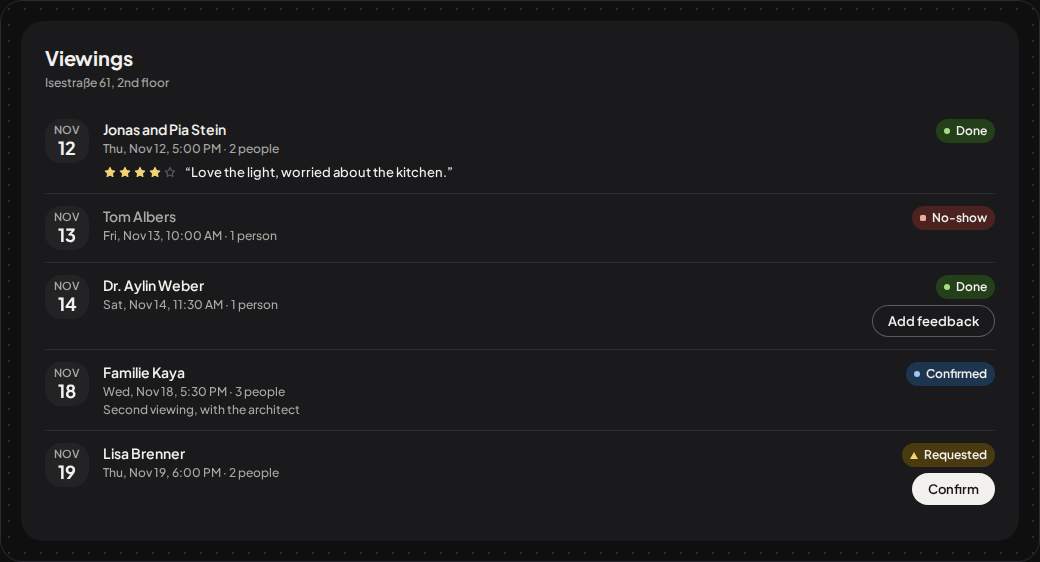 Viewings
Isestraße 61, 2nd floor
NOV
12
Jonas and Pia Stein
Thu, Nov 12, 5:00 PM · 2 people
“Love the light, worried about the kitchen.”
Done
NOV
13
Tom Albers
Fri, Nov 13, 10:00 AM · 1 person
No-show
NOV
14
Dr. Aylin Weber
Sat, Nov 14, 11:30 AM · 1 person
Done
Add feedback
NOV
18
Familie Kaya
Wed, Nov 18, 5:30 PM · 3 people
Second viewing, with the architect
Confirmed
NOV
19
Lisa Brenner
Thu, Nov 19, 6:00 PM · 2 people
Requested
Confirm